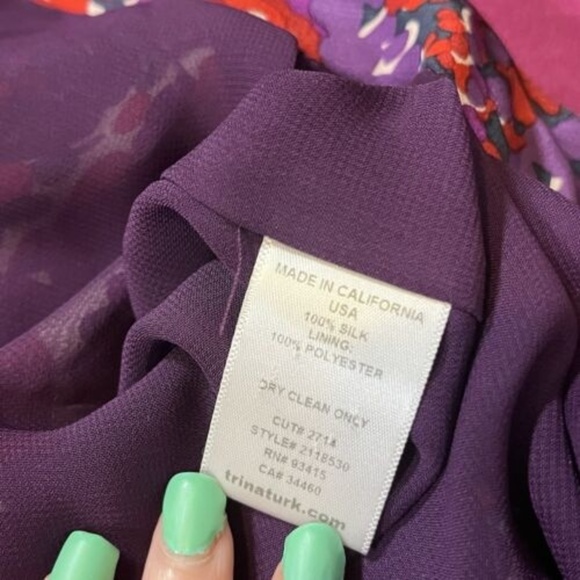 MADE IN CALIFORNIA
USA
100% SILK
LINING:
100% POLYESTER
DRY CLEAN ONLY
CUT# 2714
STYLE# 2118530
RN# 93415
CA# 34460
trinaturk.com